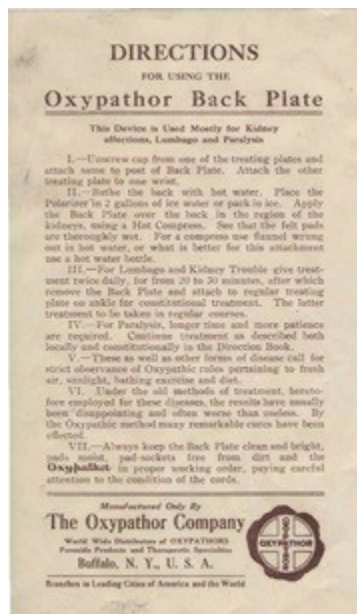 DIRECTIONS
FOR USING THE
Oxypathor Back Plate
This Device is Used Mostly for Kidney
affections, Lumbago and Paralysis
I.—Unscrew cap from one of the treating plates and
attach same to post of Back Plate. Attach the other
treating plate to one wrist.
II.—Bathe the back with hot water. Place the
Polarizer in 2 gallons of ice water or pack in ice. Apply
the Back Plate over the back in the region of the
kidneys, using a Hot Compress. See that the felt pads
are thoroughly wet. For a compress use flannel wrung
out in hot water, or what is better for this attachment
use a hot water bottle.
III.—For Lumbago and Kidney Trouble give treat-
ment twice daily, for from 20 to 30 minutes, after which
remove the Back Plate and attach to regular treating
plate on ankle for constitutional treatment. The latter
treatment to be taken in regular courses.
IV.—For Paralysis, longer time and more patience
are required. Continue treatment as described both
locally and constitutionally in the Direction Book.
V.—These as well as other forms of disease call for
strict observance of Oxypathic rules pertaining to fresh
air, sunlight, bathing exercise and diet.
VI. Under the old methods of treatment, hereto-
fore employed for these diseases, the results have usually
been disappointing and often worse than useless. By
the Oxypathic method many remarkable cures have been
effected.
VII.—Always keep the Back Plate clean and bright,
pads moist, pad-sockets free from dirt and the
Oxypathor in proper working order, paying careful
attention to the condition of the cords.
Manufactured Only By
The Oxypathor Company
World Wide Distributors of OXYPATHORS
Products and Therapeutic Specialties
Buffalo, N. Y., U. S. A.
Branches in Leading Cities of America and the World
OXYPATHOR